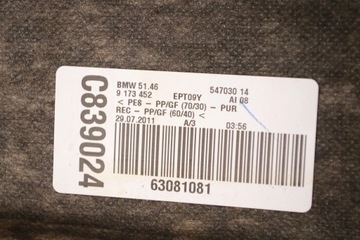 C839024
BMW 51.46
9 173 452 EPT09Y 547030 14
< PES - PP/GF (70/30) - PUR AI 08
REC - PP/GF (60/40) <
29.07.2011 A/3 03:56
63081081